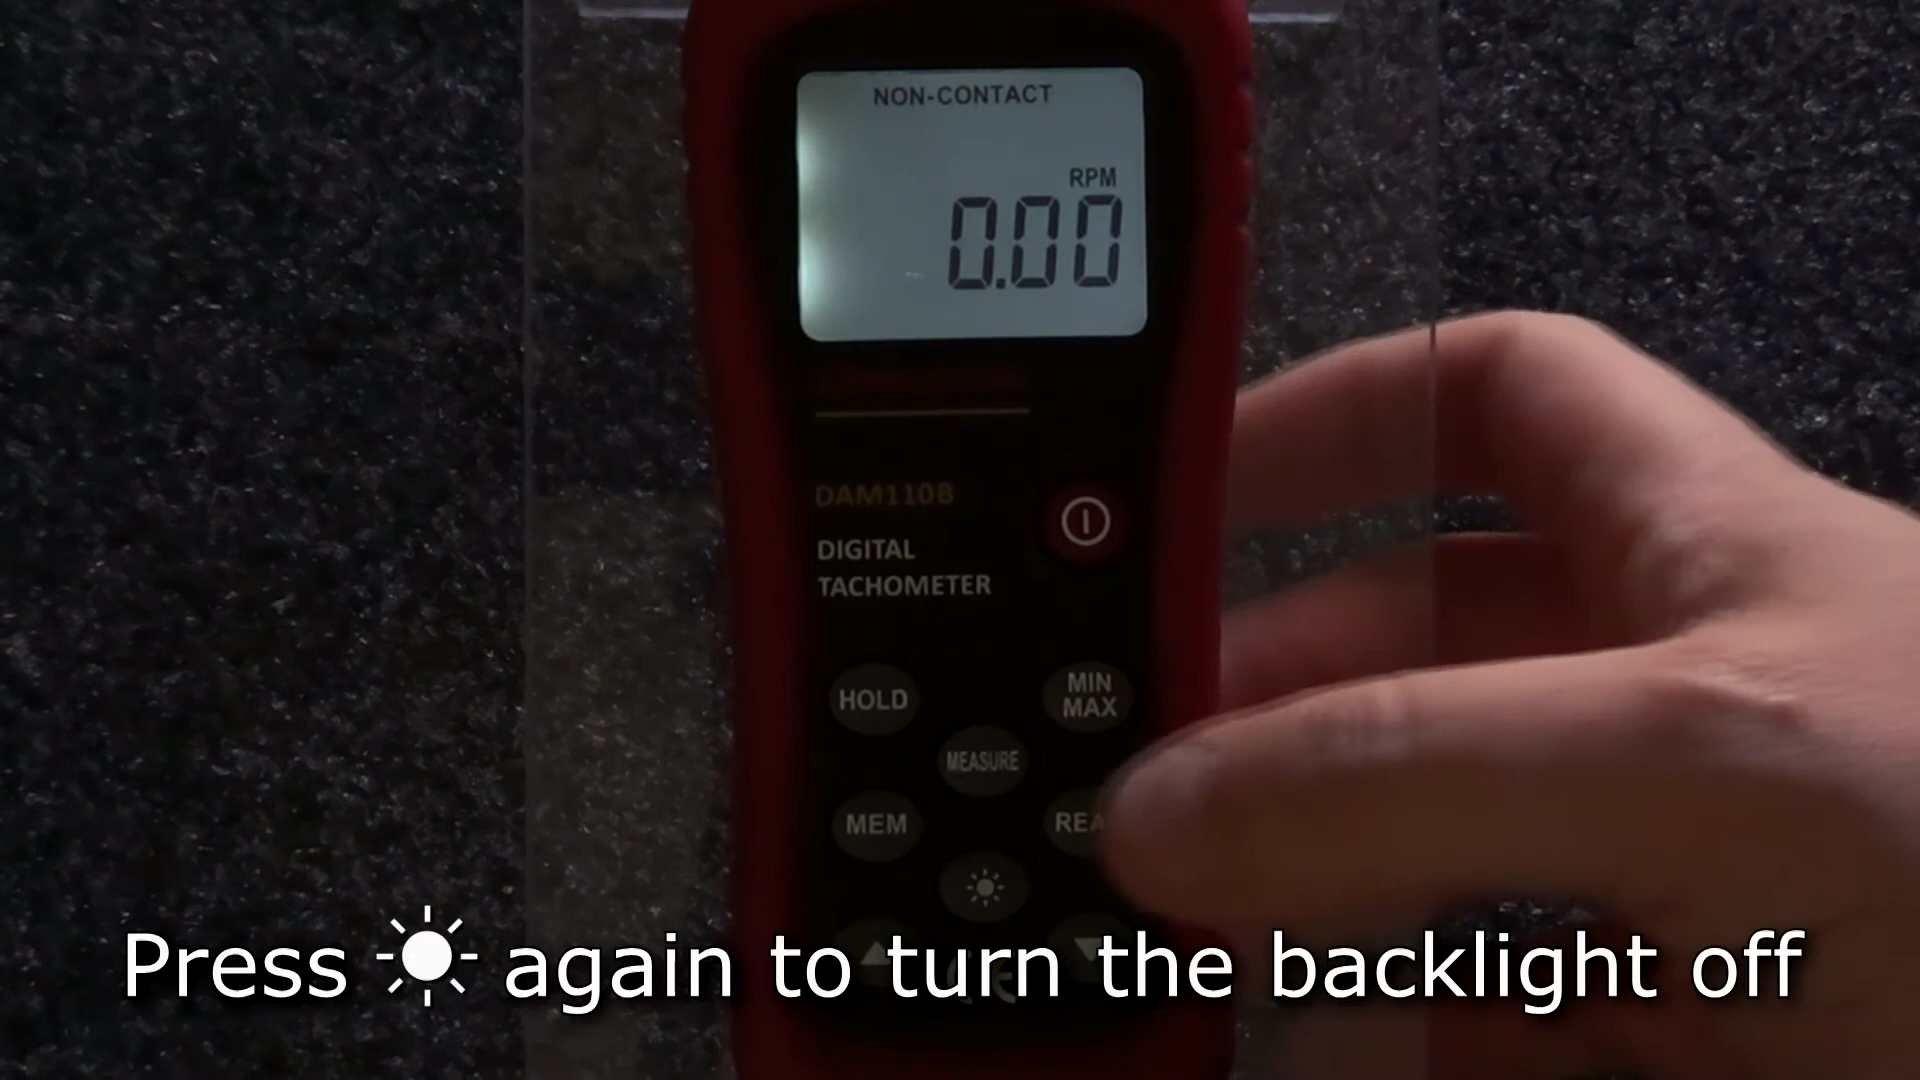 NON-CONTACT
RPM
0.00
DAM110B
DIGITAL
TACHOMETER
HOLD
MIN
MAX
MEASURE
MEM
Press ☀ again to turn the backlight off